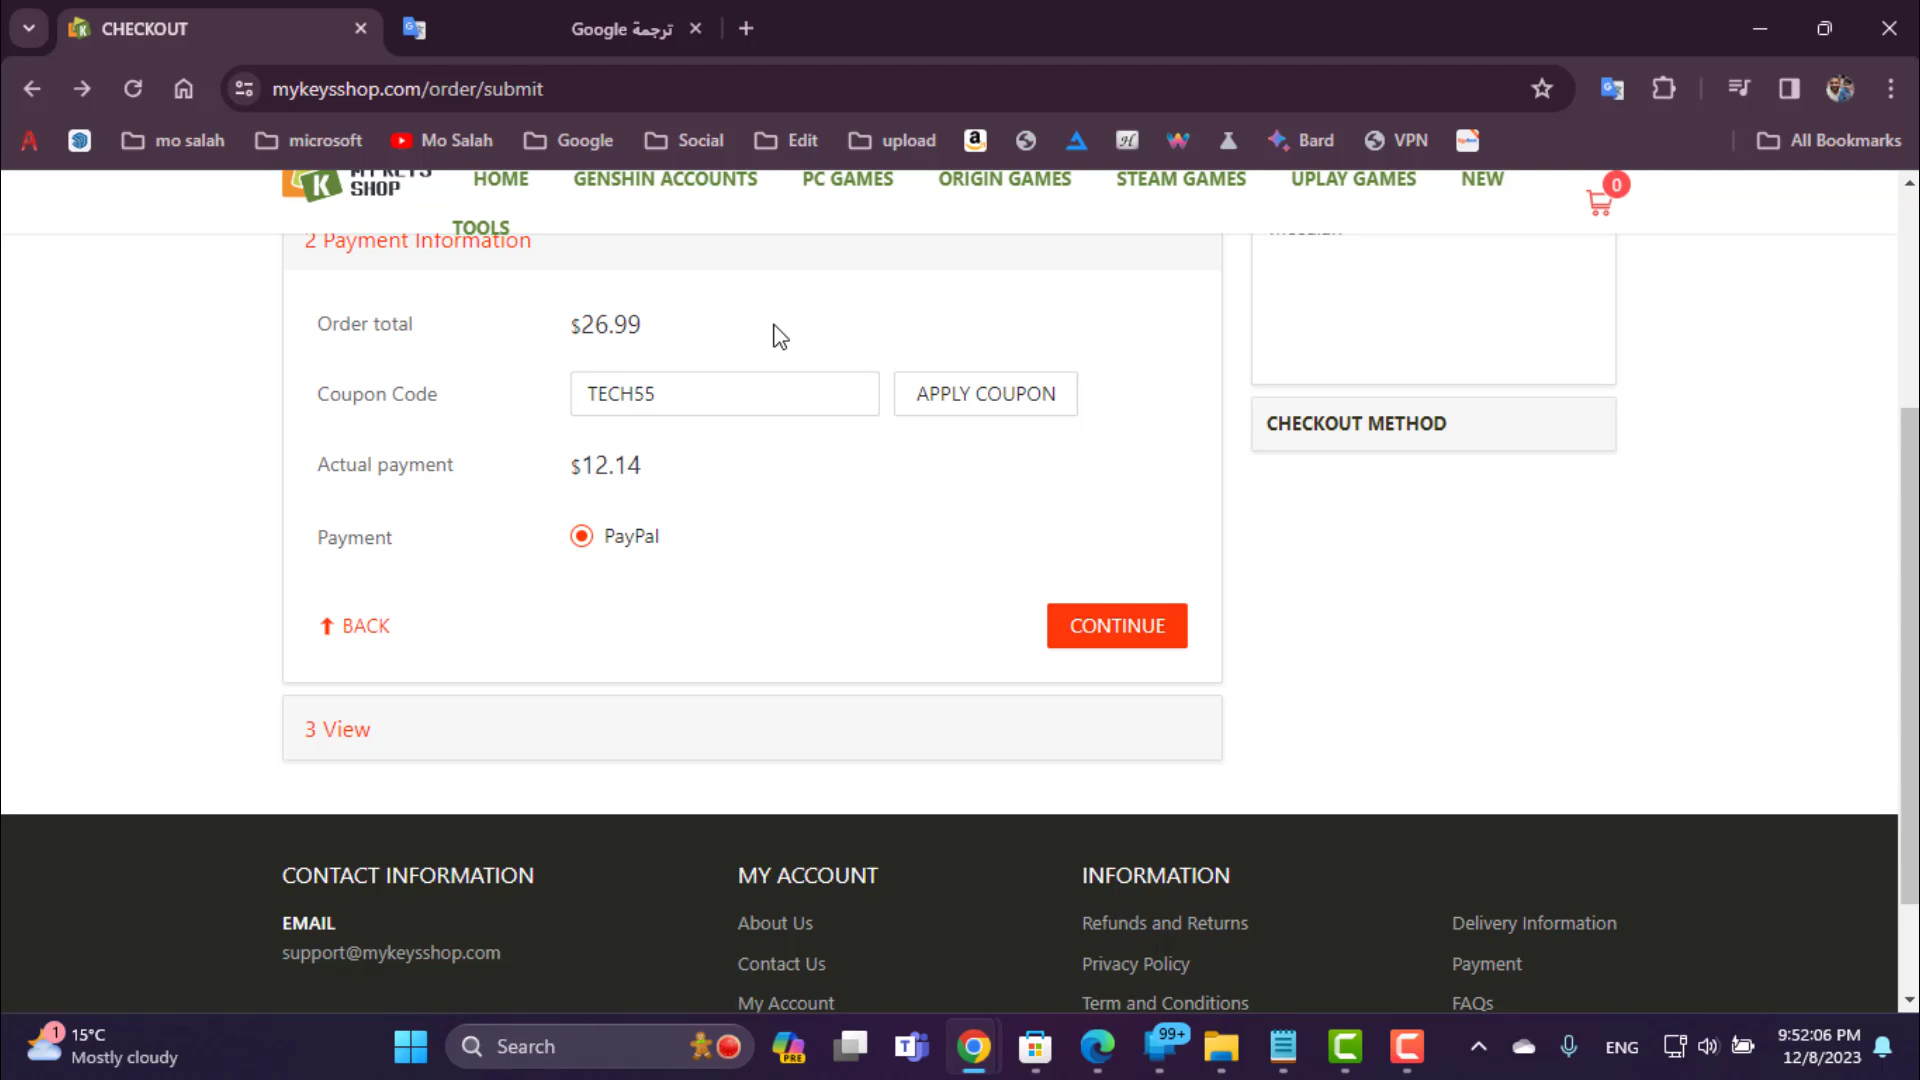 CHECKOUT
ترجمة Google
mykeysshop.com/order/submit
mo salah
microsoft
Mo Salah
Google
Social
Edit
upload
Bard
VPN
All Bookmarks
MY KEYS
SHOP
HOME
GENSHIN ACCOUNTS
PC GAMES
ORIGIN GAMES
STEAM GAMES
UPLAY GAMES
NEW
TOOLS
0
2 Payment Information
Order total
$26.99
Coupon Code
TECH55
APPLY COUPON
Actual payment
$12.14
Payment
PayPal
BACK
CONTINUE
3 View
CHECKOUT METHOD
CONTACT INFORMATION
EMAIL
support@mykeysshop.com
MY ACCOUNT
About Us
Contact Us
My Account
INFORMATION
Refunds and Returns
Privacy Policy
Term and Conditions
Delivery Information
Payment
FAQs
1
15°C
Mostly cloudy
Search
PRE
99+
ENG
9:52:06 PM
12/8/2023